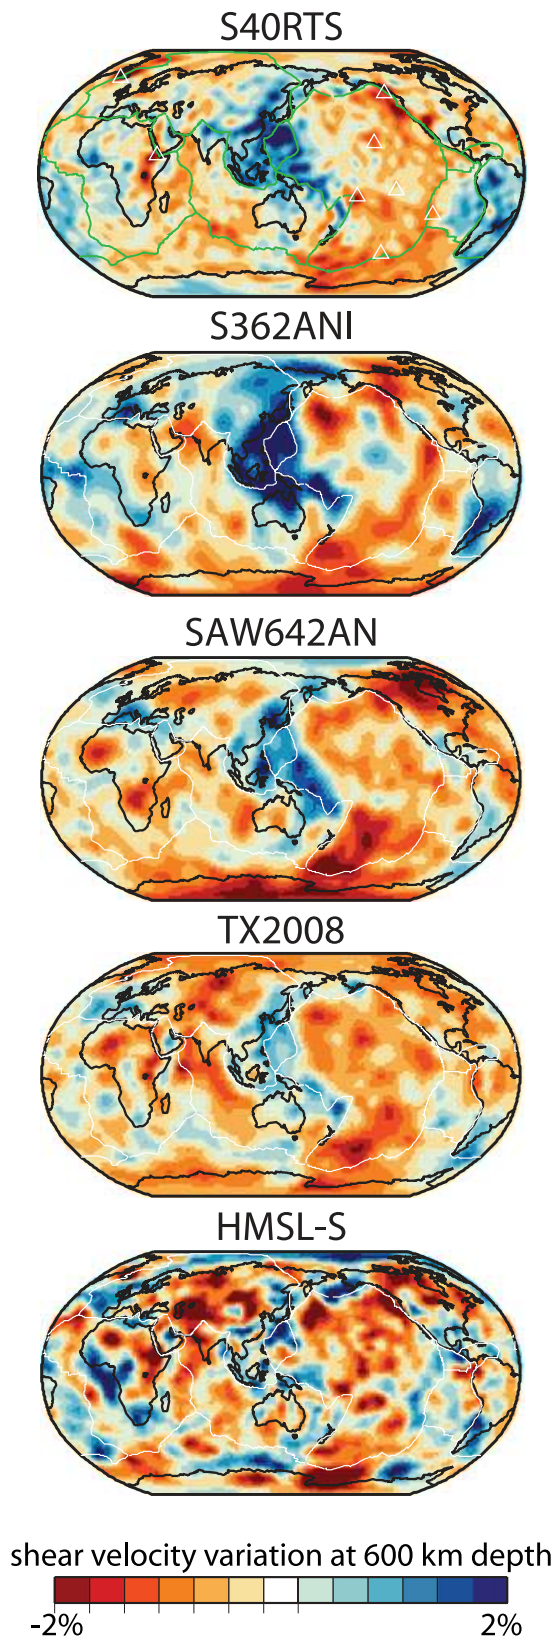 S40RTS
S362ANI
SAW642AN
TX2008
HMSL-S
shear velocity variation at 600 km depth
-2% 2%